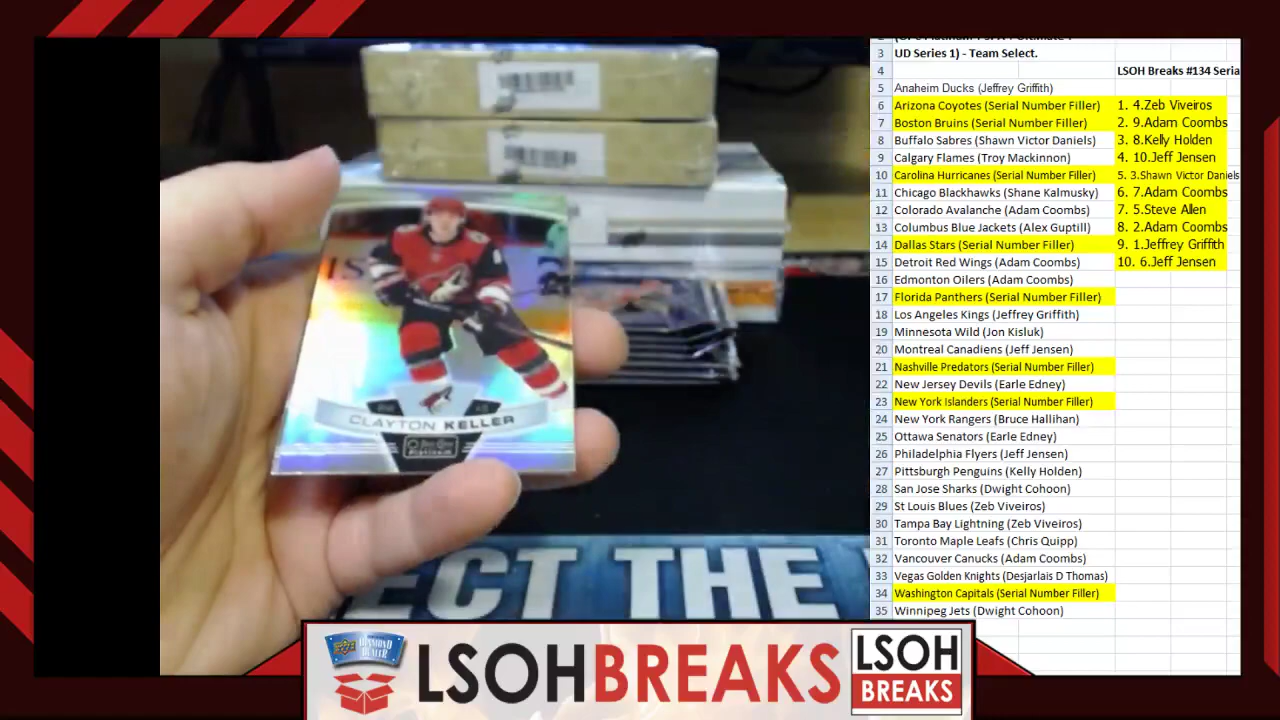 3 UD Series 1) - Team Select.
4 LSOH Breaks #134 Seria
5 Anaheim Ducks (Jeffrey Griffith)
6 Arizona Coyotes (Serial Number Filler) 1. 4.Zeb Viveiros
7 Boston Bruins (Serial Number Filler) 2. 9.Adam Coombs
8 Buffalo Sabres (Shawn Victor Daniels) 3. 8.Kelly Holden
9 Calgary Flames (Troy Mackinnon) 4. 10.Jeff Jensen
10 Carolina Hurricanes (Serial Number Filler) 5. 3.Shawn Victor Daniels
11 Chicago Blackhawks (Shane Kalmusky) 6. 7.Adam Coombs
12 Colorado Avalanche (Adam Coombs) 7. 5.Steve Allen
13 Columbus Blue Jackets (Alex Guptill) 8. 2.Adam Coombs
14 Dallas Stars (Serial Number Filler) 9. 1.Jeffrey Griffith
15 Detroit Red Wings (Adam Coombs) 10. 6.Jeff Jensen
16 Edmonton Oilers (Adam Coombs)
17 Florida Panthers (Serial Number Filler)
18 Los Angeles Kings (Jeffrey Griffith)
19 Minnesota Wild (Jon Kisluk)
20 Montreal Canadiens (Jeff Jensen)
21 Nashville Predators (Serial Number Filler)
22 New Jersey Devils (Earle Edney)
23 New York Islanders (Serial Number Filler)
24 New York Rangers (Bruce Hallihan)
25 Ottawa Senators (Earle Edney)
26 Philadelphia Flyers (Jeff Jensen)
27 Pittsburgh Penguins (Kelly Holden)
28 San Jose Sharks (Dwight Cohoon)
29 St Louis Blues (Zeb Viveiros)
30 Tampa Bay Lightning (Zeb Viveiros)
31 Toronto Maple Leafs (Chris Quipp)
32 Vancouver Canucks (Adam Coombs)
33 Vegas Golden Knights (Desjarlais D Thomas)
34 Washington Capitals (Serial Number Filler)
35 Winnipeg Jets (Dwight Cohoon)
CLAYTON KELLER
Platinum
ECT THE
LSOHBREAKS
LSOH
BREAKS